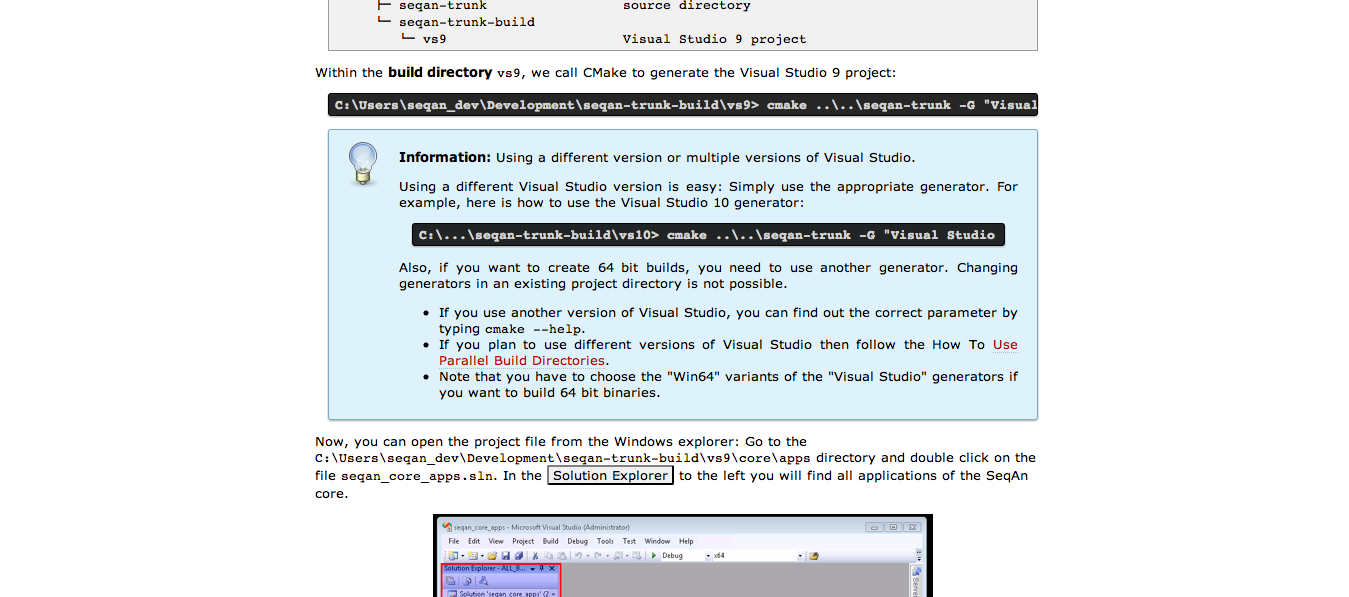 ├─ seqan-trunk source directory
└─ seqan-trunk-build
└─ vs9 Visual Studio 9 project
Within the build directory vs9, we call CMake to generate the Visual Studio 9 project:
C:\Users\seqan_dev\Development\seqan-trunk-build\vs9> cmake ..\..\seqan-trunk -G "Visual
Information: Using a different version or multiple versions of Visual Studio.
Using a different Visual Studio version is easy: Simply use the appropriate generator. For
example, here is how to use the Visual Studio 10 generator:
C:\...\seqan-trunk-build\vs10> cmake ..\..\seqan-trunk -G "Visual Studio
Also, if you want to create 64 bit builds, you need to use another generator. Changing
generators in an existing project directory is not possible.
• If you use another version of Visual Studio, you can find out the correct parameter by
typing cmake --help.
• If you plan to use different versions of Visual Studio then follow the How To Use
Parallel Build Directories.
• Note that you have to choose the "Win64" variants of the "Visual Studio" generators if
you want to build 64 bit binaries.
Now, you can open the project file from the Windows explorer: Go to the
C:\Users\seqan_dev\Development\seqan-trunk-build\vs9\core\apps directory and double click on the
file seqan_core_apps.sln. In the Solution Explorer to the left you will find all applications of the SeqAn
core.
seqan_core_apps - Microsoft Visual Studio (Administrator)
File Edit View Project Build Debug Tools Test Window Help
Debug x64
Solution Explorer - ALL_B...
Solution 'seqan_core_apps' (2
Server